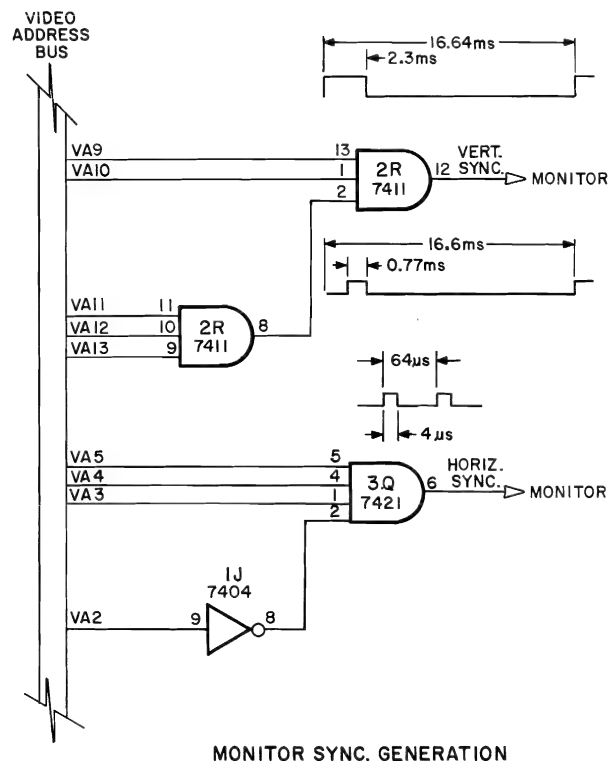 VIDEO
ADDRESS
BUS
16.64ms
2.3ms
VA9
13
VA10
1
2
2R
7411
12
VERT.
SYNC.
MONITOR
16.6ms
0.77ms
VA11
11
VA12
10
VA13
9
2R
7411
8
64µs
4µs
VA5
5
VA4
4
VA3
1
2
3Q
7421
6
HORIZ.
SYNC.
MONITOR
1J
7404
VA2
9
8
MONITOR SYNC. GENERATION